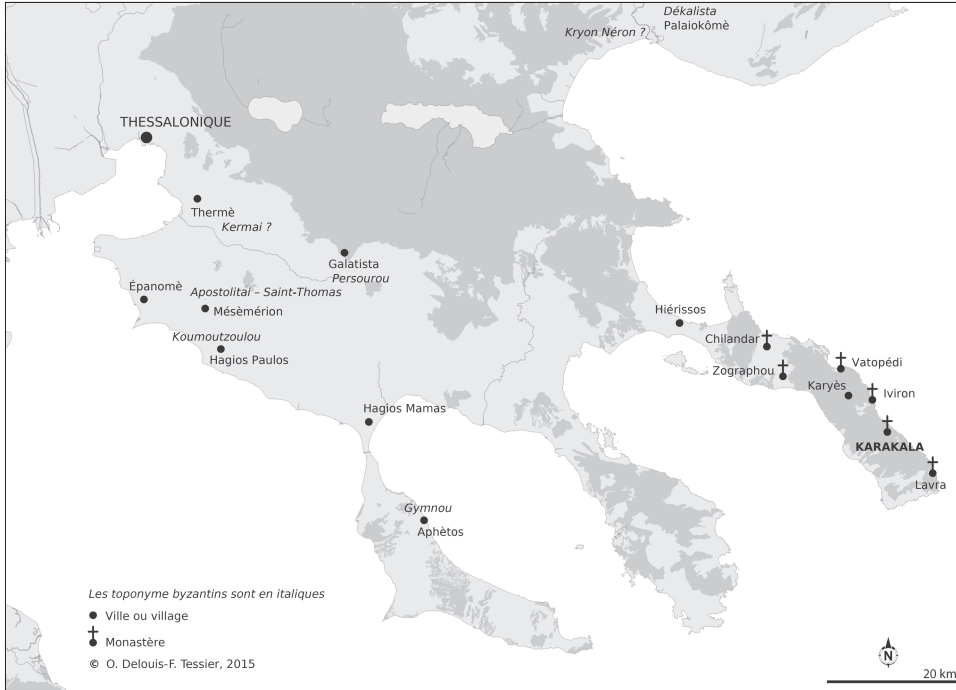 Dékalista
Palaiokômè
Kryon Néron ?
THESSALONIQUE
Thermè
Kermai ?
Galatista
Persourou
Épanomè
Apostolitai – Saint-Thomas
Mésèmérion
Koumoutzoulou
Hagios Paulos
Hiérissos
Chilandar
Zographou
Vatopédi
Karyès
Iviron
KARAKALA
Lavra
Hagios Mamas
Gymnou
Aphètos
Les toponyme byzantins sont en italiques
Ville ou village
Monastère
© O. Delouis-F. Tessier, 2015
N
20 km